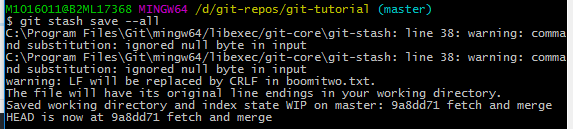 M1016011@B2ML17368 MINGW64 /d/git-repos/git-tutorial (master)
$ git stash save --all
C:\Program Files\Git\mingw64/libexec/git-core\git-stash: line 38: warning: comma
nd substitution: ignored null byte in input
C:\Program Files\Git\mingw64/libexec/git-core\git-stash: line 38: warning: comma
nd substitution: ignored null byte in input
warning: LF will be replaced by CRLF in boomitwo.txt.
The file will have its original line endings in your working directory.
Saved working directory and index state WIP on master: 9a8dd71 fetch and merge
HEAD is now at 9a8dd71 fetch and merge